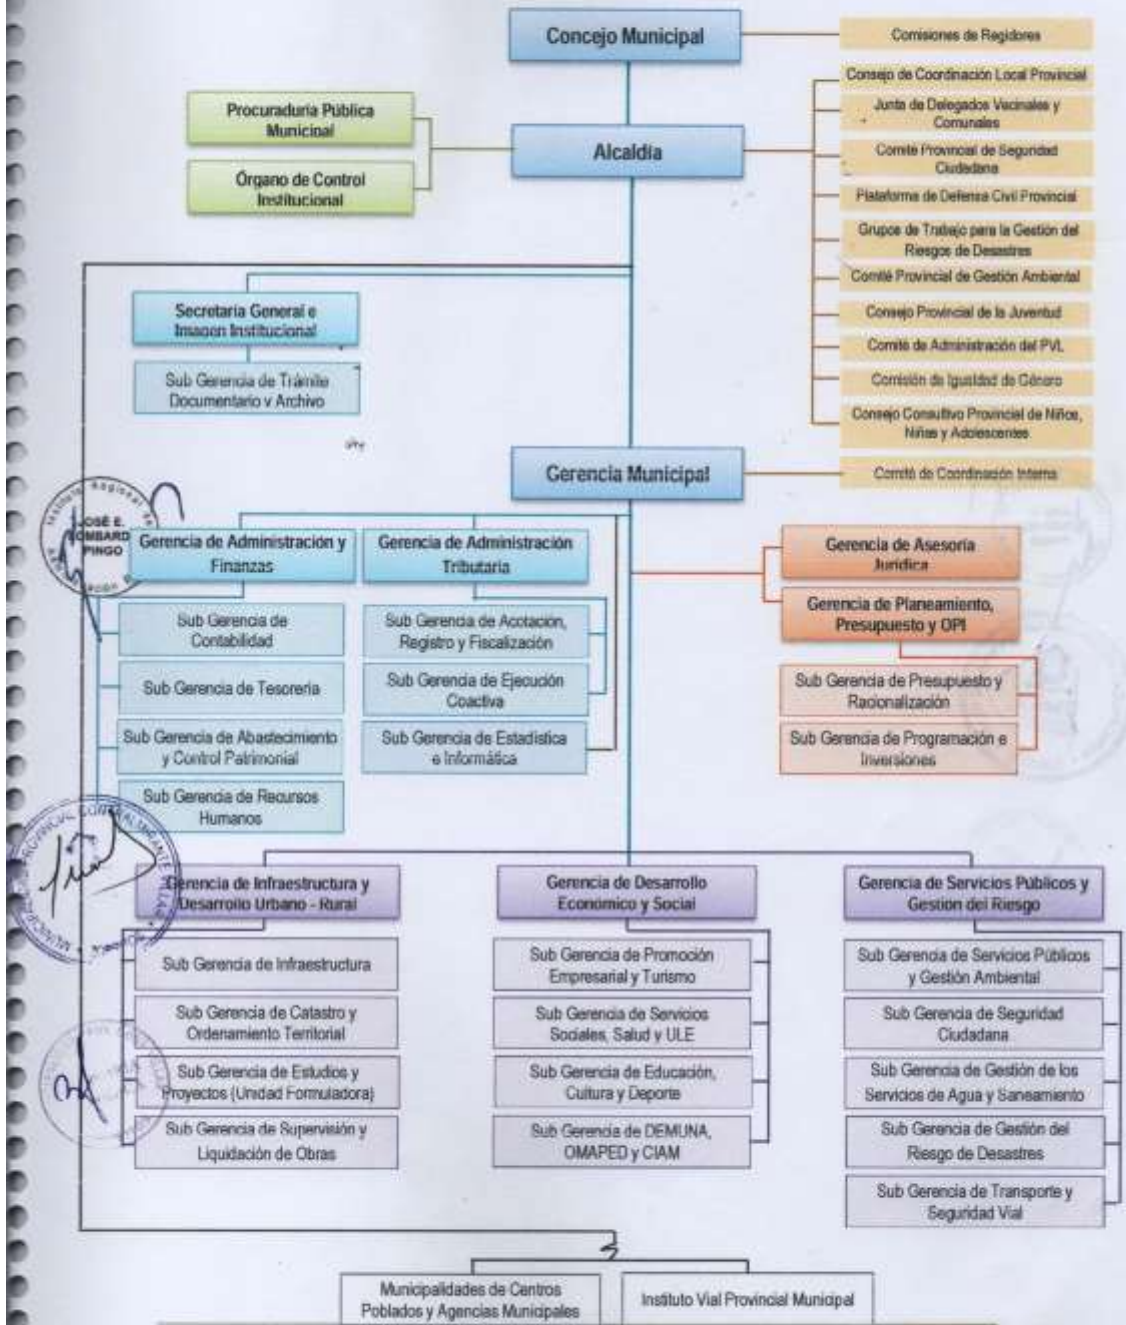 Concejo Municipal
Comisiones de Regidores
Consejo de Coordinación Local Provincial
Junta de Delegados Vecinales y
Comunales
Comité Provincial de Seguridad
Ciudadana
Plataforma de Defensa Civil Provincial
Grupos de Trabajo para la Gestión del
Riesgos de Desastres
Comité Provincial de Gestión Ambiental
Consejo Provincial de la Juventud
Comité de Administración del PVL
Comisión de Igualdad de Género
Consejo Consultivo Provincial de Niños,
Niñas y Adolescentes
Procuraduría Pública
Municipal
Órgano de Control
Institucional
Alcaldía
Secretaría General e
Imagen Institucional
Sub Gerencia de Trámite
Documentario y Archivo
Gerencia Municipal
Comité de Coordinación Interna
JOSÉ E.
LOMBARD
PINGO
Gerencia de Administración y
Finanzas
Sub Gerencia de
Contabilidad
Sub Gerencia de Tesorería
Sub Gerencia de Abastecimiento
y Control Patrimonial
Sub Gerencia de Recursos
Humanos
Gerencia de Administración
Tributaria
Sub Gerencia de Acotación,
Registro y Fiscalización
Sub Gerencia de Ejecución
Coactiva
Sub Gerencia de Estadística
e Informática
Gerencia de Asesoría
Jurídica
Gerencia de Planeamiento,
Presupuesto y OPI
Sub Gerencia de Presupuesto y
Racionalización
Sub Gerencia de Programación e
Inversiones
Gerencia de Infraestructura y
Desarrollo Urbano - Rural
Sub Gerencia de Infraestructura
Sub Gerencia de Catastro y
Ordenamiento Territorial
Sub Gerencia de Estudios y
Proyectos (Unidad Formuladora)
Sub Gerencia de Supervisión y
Liquidación de Obras
Gerencia de Desarrollo
Económico y Social
Sub Gerencia de Promoción
Empresarial y Turismo
Sub Gerencia de Servicios
Sociales, Salud y ULE
Sub Gerencia de Educación,
Cultura y Deporte
Sub Gerencia de DEMUNA,
OMAPED y CIAM
Gerencia de Servicios Públicos y
Gestion del Riesgo
Sub Gerencia de Servicios Públicos
y Gestión Ambiental
Sub Gerencia de Seguridad
Ciudadana
Sub Gerencia de Gestión de los
Servicios de Agua y Saneamiento
Sub Gerencia de Gestión del
Riesgo de Desastres
Sub Gerencia de Transporte y
Seguridad Vial
Municipalidades de Centros
Poblados y Agencias Municipales
Instituto Vial Provincial Municipal